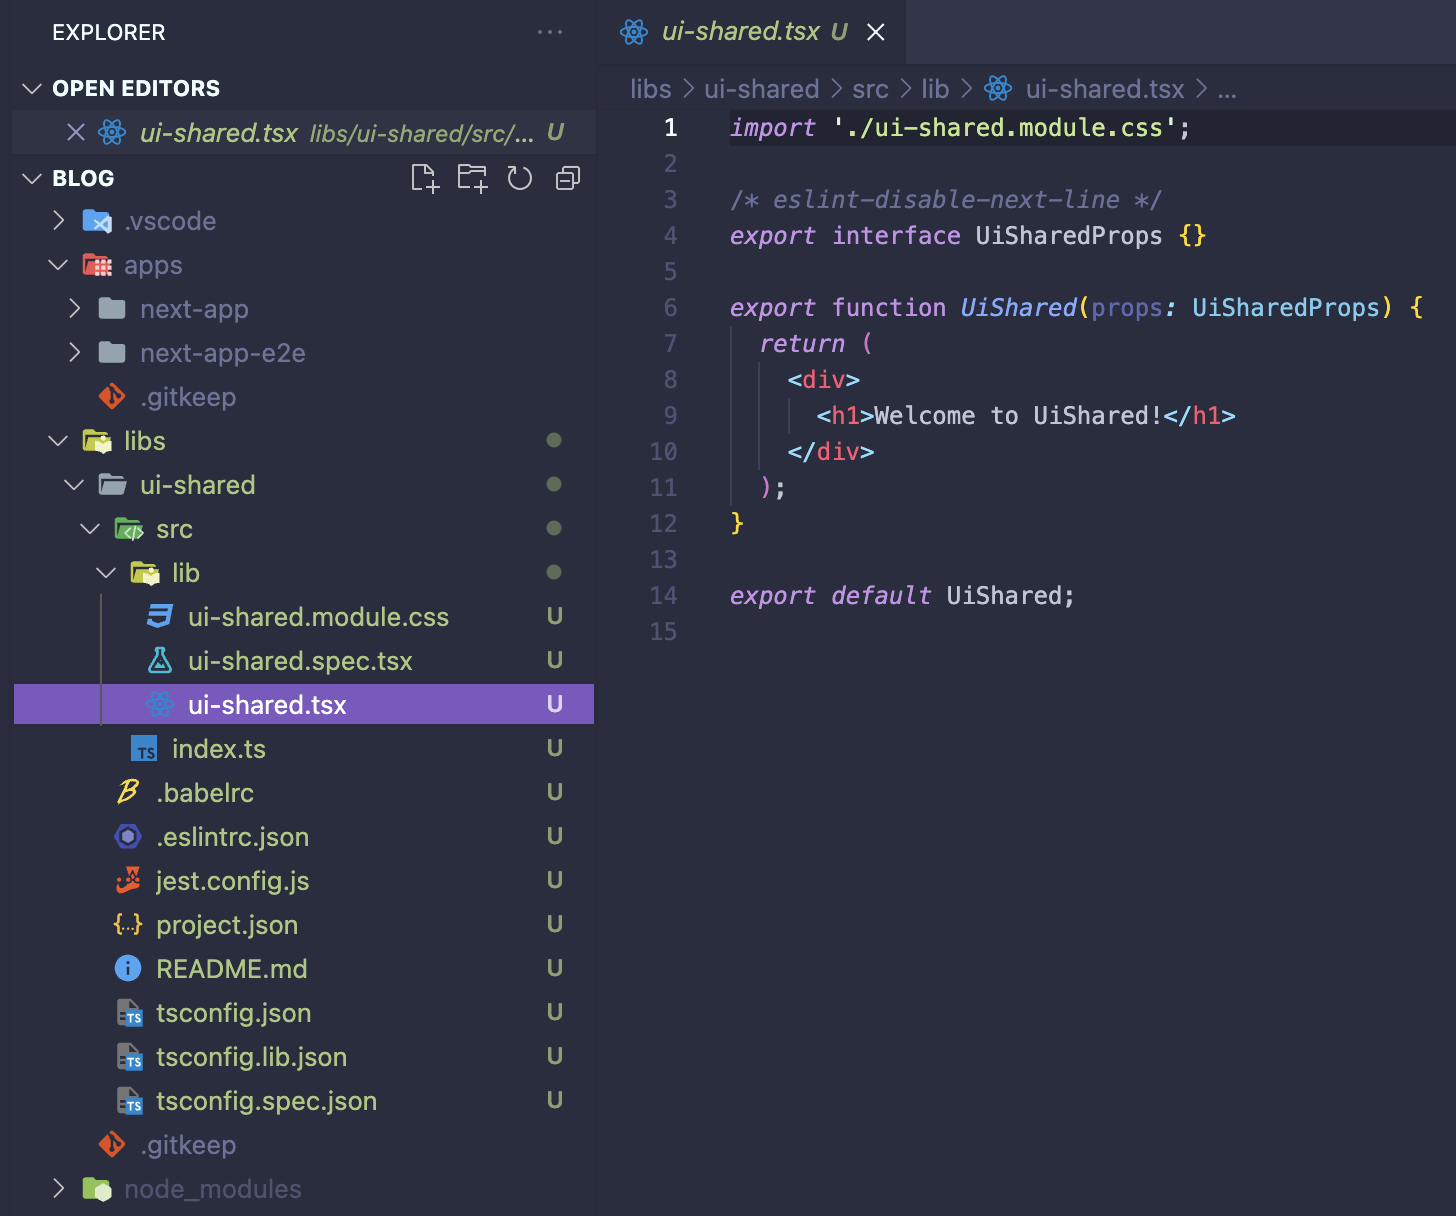 EXPLORER
OPEN EDITORS
ui-shared.tsx libs/ui-shared/src/... U
BLOG
.vscode
apps
next-app
next-app-e2e
.gitkeep
libs
ui-shared
src
lib
ui-shared.module.css U
ui-shared.spec.tsx U
ui-shared.tsx U
index.ts U
.babelrc U
.eslintrc.json U
jest.config.js U
project.json U
README.md U
tsconfig.json U
tsconfig.lib.json U
tsconfig.spec.json U
.gitkeep
node_modules
ui-shared.tsx U
libs > ui-shared > src > lib > ui-shared.tsx > ...
1 import './ui-shared.module.css';
2
3 /* eslint-disable-next-line */
4 export interface UiSharedProps {}
5
6 export function UiShared(props: UiSharedProps) {
7 return (
8 <div>
9 <h1>Welcome to UiShared!</h1>
10 </div>
11 );
12 }
13
14 export default UiShared;
15